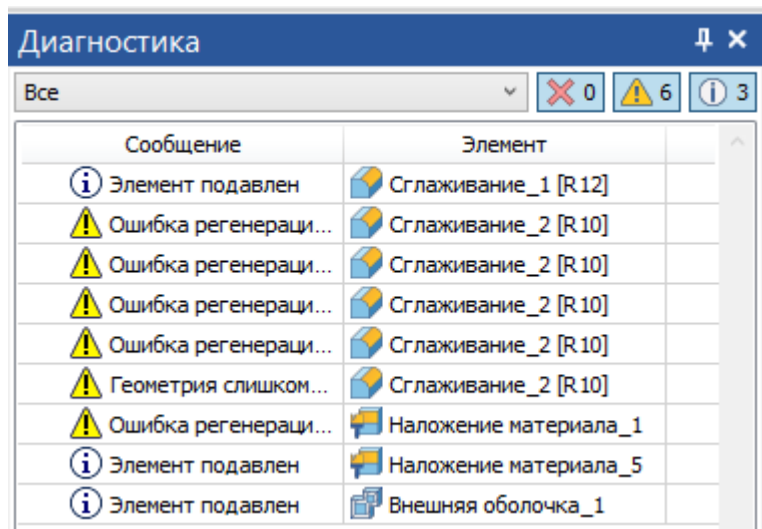 Диагностика
Все 0 6 3
Сообщение Элемент
Элемент подавлен Сглаживание_1 [R12]
Ошибка регенераци... Сглаживание_2 [R10]
Ошибка регенераци... Сглаживание_2 [R10]
Ошибка регенераци... Сглаживание_2 [R10]
Ошибка регенераци... Сглаживание_2 [R10]
Геометрия слишком... Сглаживание_2 [R10]
Ошибка регенераци... Наложение материала_1
Элемент подавлен Наложение материала_5
Элемент подавлен Внешняя оболочка_1